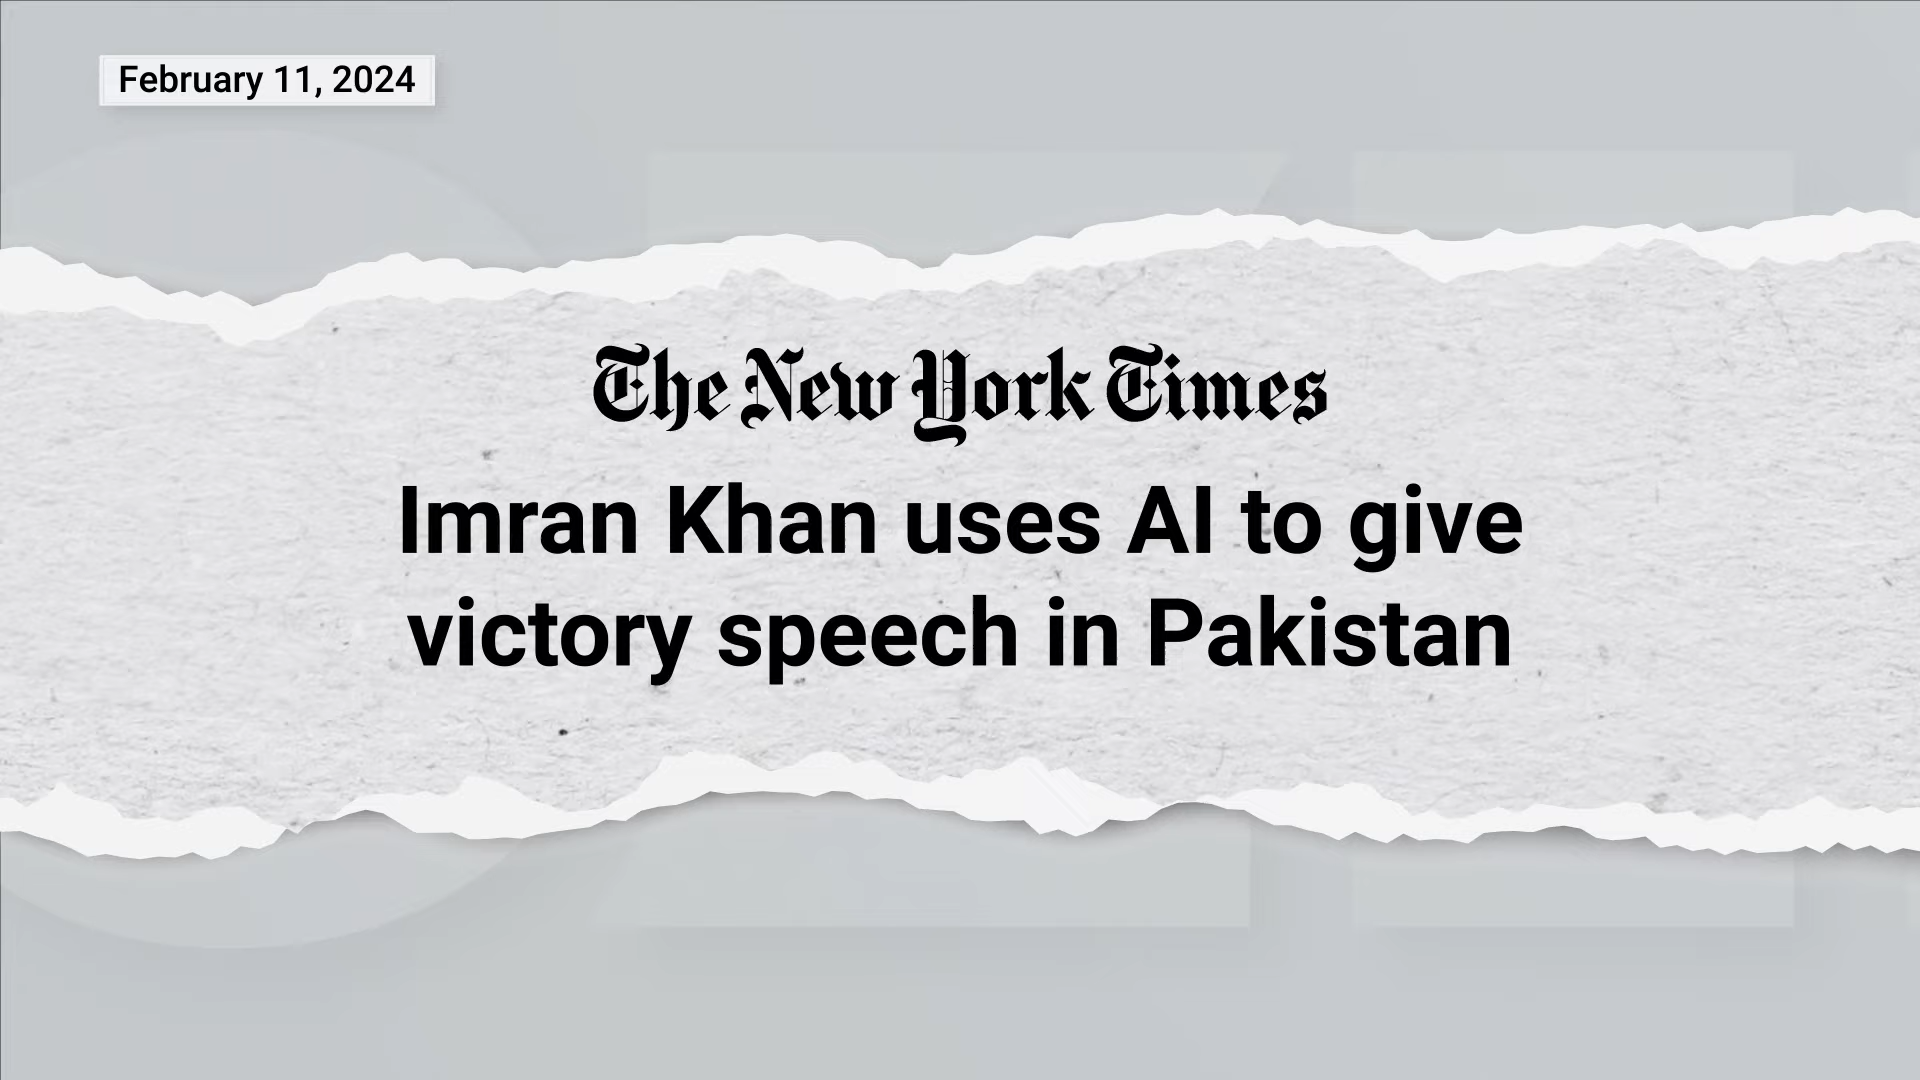 February 11, 2024
The New York Times
Imran Khan uses AI to give
victory speech in Pakistan